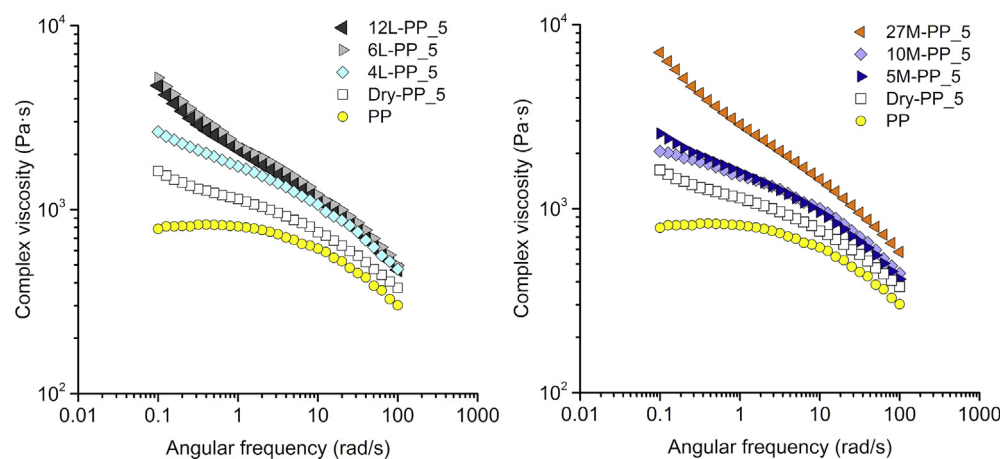 Complex viscosity (Pa·s)
10⁴
10³
10²
12L-PP_5
6L-PP_5
4L-PP_5
Dry-PP_5
PP
0.01 0.1 1 10 100 1000
Angular frequency (rad/s)
Complex viscosity (Pa·s)
10⁴
10³
10²
27M-PP_5
10M-PP_5
5M-PP_5
Dry-PP_5
PP
0.01 0.1 1 10 100 1000
Angular frequency (rad/s)